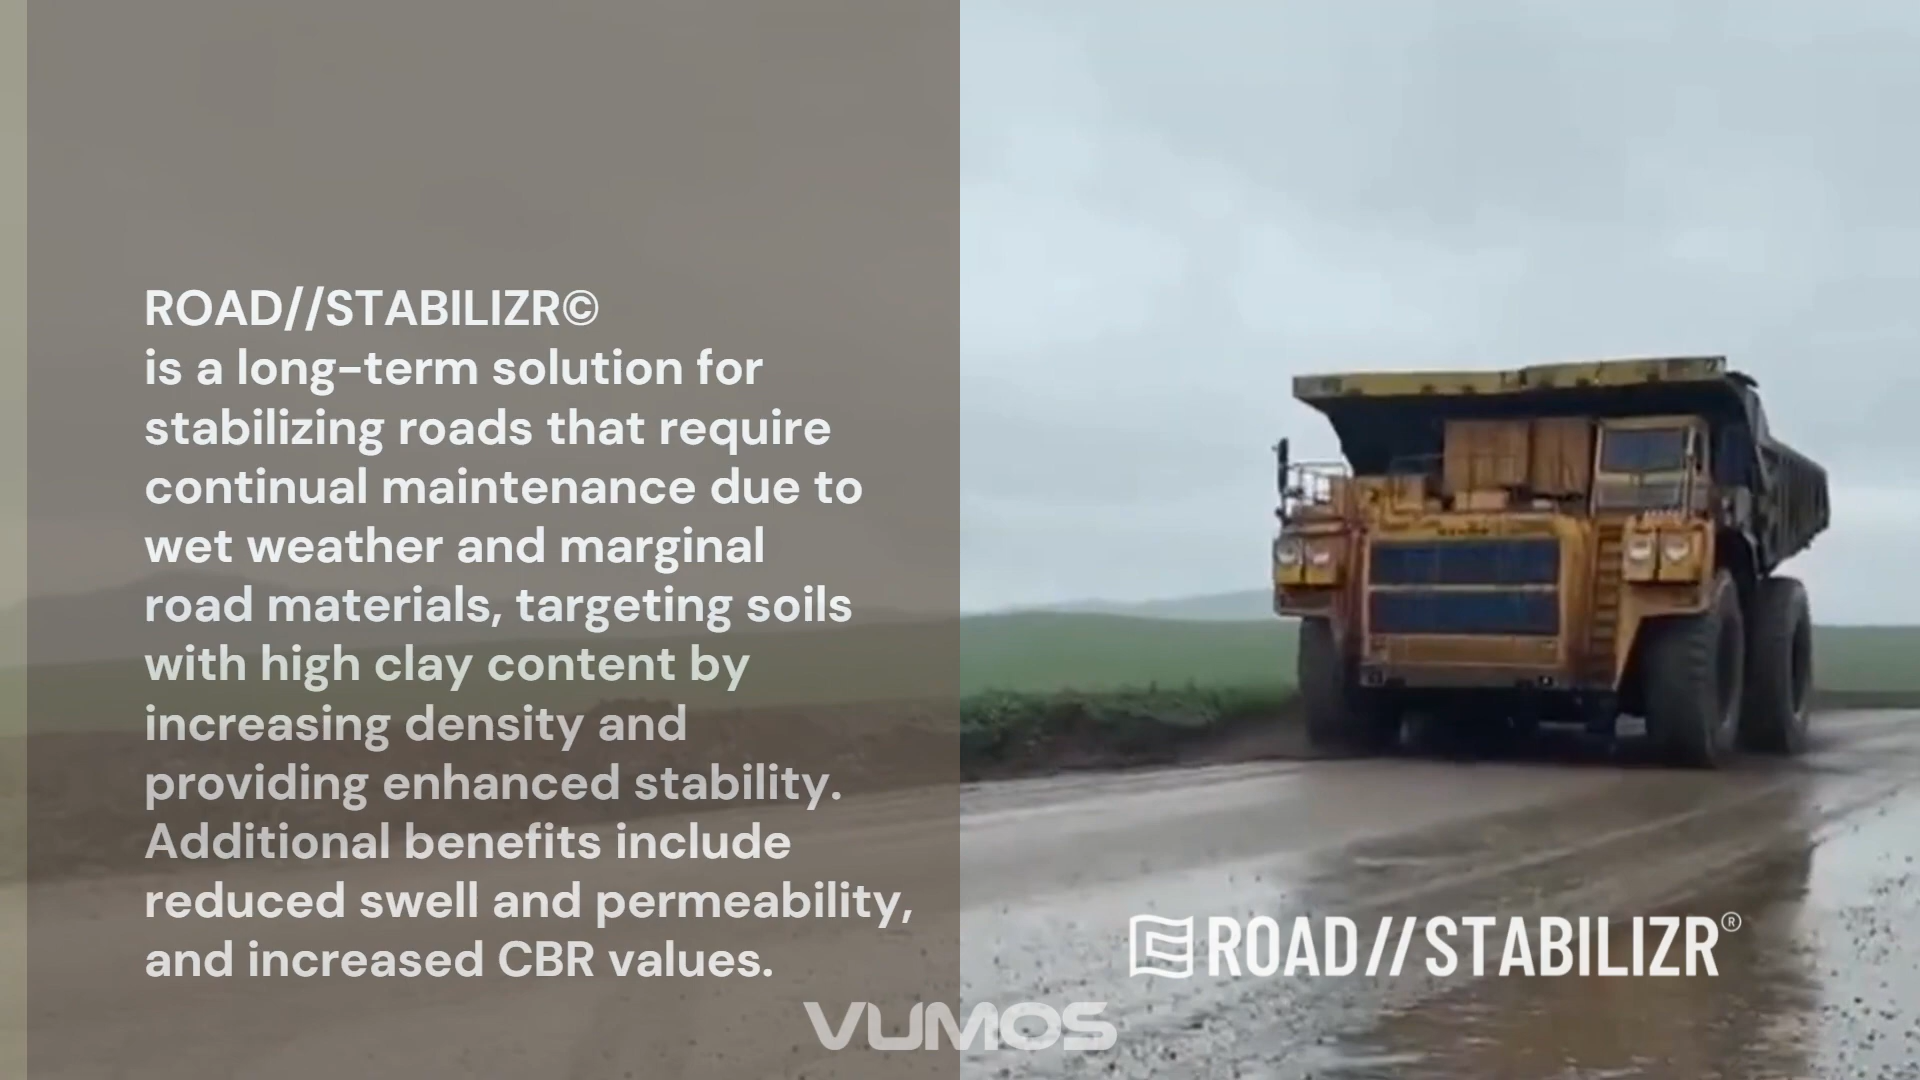 ROAD//STABILIZR©
is a long-term solution for
stabilizing roads that require
continual maintenance due to
wet weather and marginal
road materials, targeting soils
with high clay content by
increasing density and
providing enhanced stability.
Additional benefits include
reduced swell and permeability,
and increased CBR values.
ROAD//STABILIZR®
VUMOS